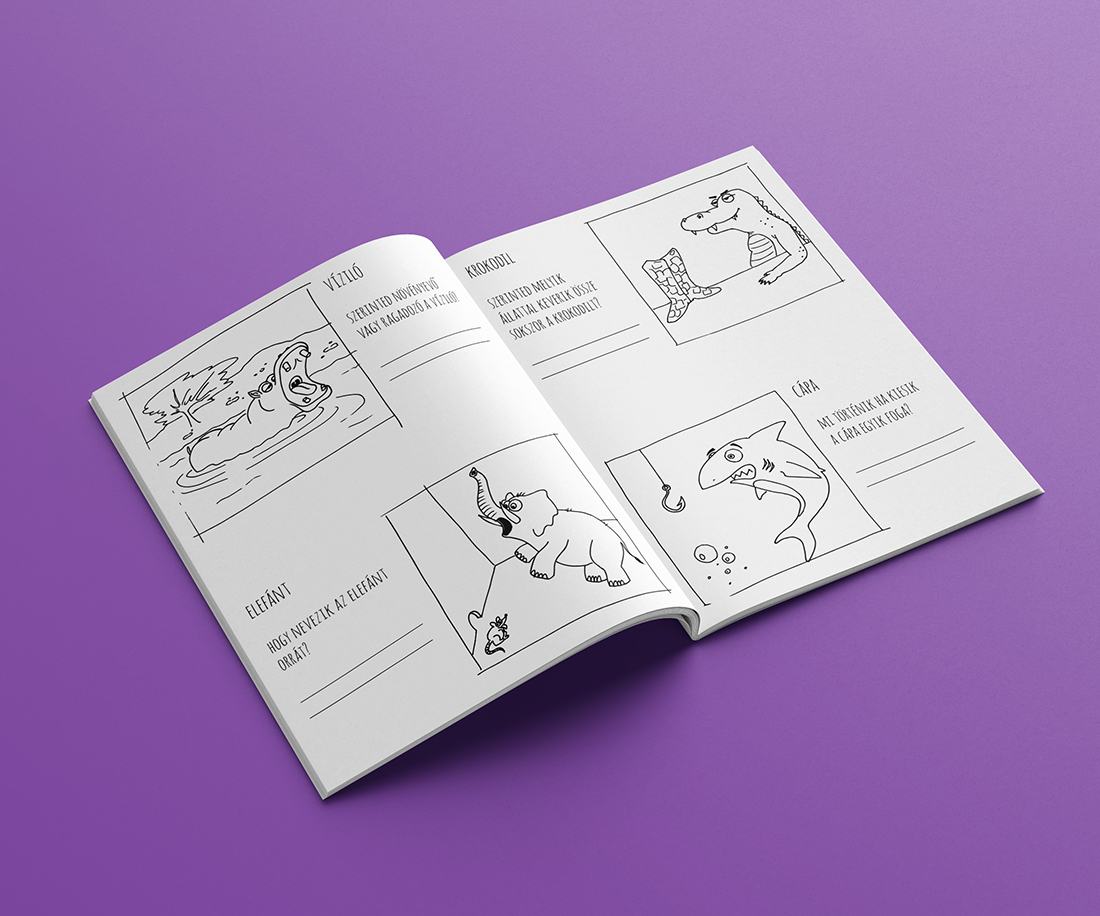 VÍZILÓ
SZERINTED NÖVÉNYEVŐ
VAGY RAGADOZÓ A VÍZILÓ?
ELEFÁNT
HOGY NEVEZIK AZ ELEFÁNT
ORRÁT?
KROKODIL
SZERINTED MELYIK
ÁLLATTAL KEVERIK ÖSSZE
SOKSZOR A KROKODILT?
CÁPA
MI TÖRTÉNIK HA KIESIK
A CÁPA EGYIK FOGA?